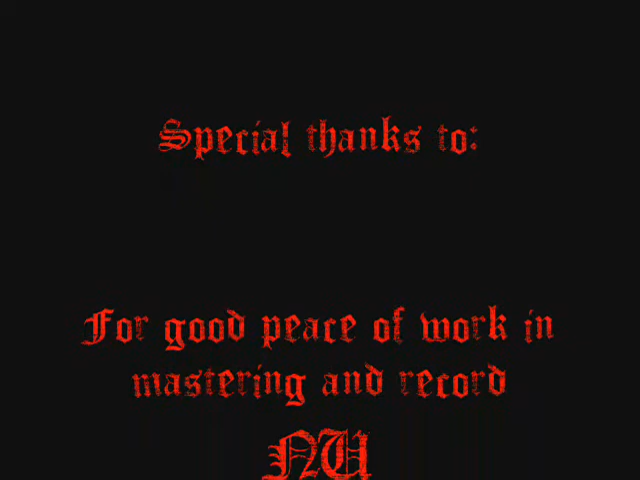 Special thanks to:
For good peace of work in
mastering and record
NU